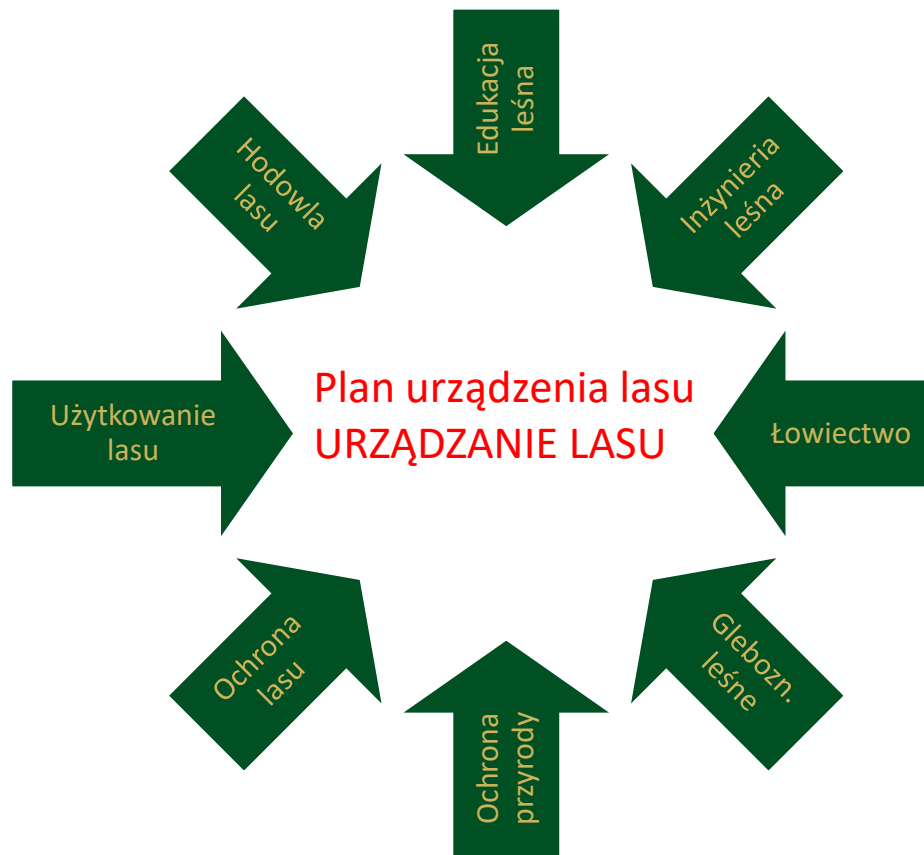 Edukacja
leśna
Hodowla
lasu
Inżynieria
leśna
Plan urządzenia lasu
URZĄDZANIE LASU
Użytkowanie
lasu
Łowiectwo
Ochrona
lasu
Glebozn.
leśne
Ochrona
przyrody